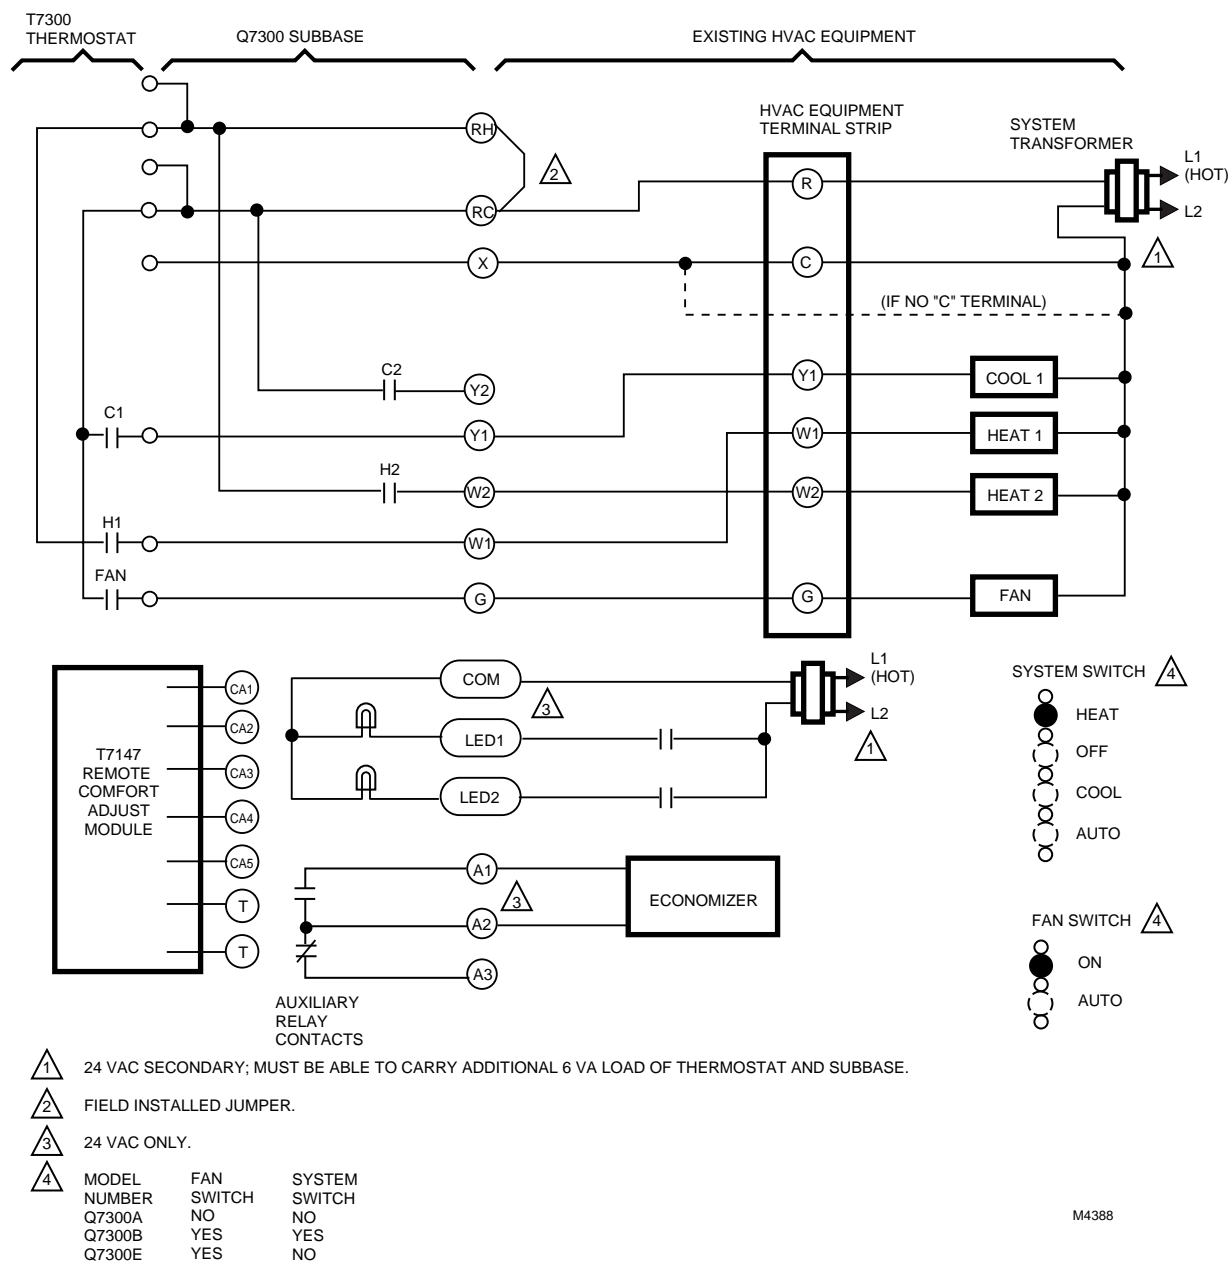 T7300
THERMOSTAT
Q7300 SUBBASE
EXISTING HVAC EQUIPMENT
HVAC EQUIPMENT
TERMINAL STRIP
SYSTEM
TRANSFORMER
L1
(HOT)
L2
RH
2
R
RC
1
X
C
(IF NO "C" TERMINAL)
C2
Y2
Y1
COOL 1
C1
Y1
W1
HEAT 1
H2
W2
W2
HEAT 2
H1
W1
FAN
G
G
FAN
T7147
REMOTE
COMFORT
ADJUST
MODULE
CA1
CA2
CA3
CA4
CA5
T
T
COM
3
LED1
LED2
L1
(HOT)
L2
1
A1
3
A2
A3
ECONOMIZER
AUXILIARY
RELAY
CONTACTS
SYSTEM SWITCH 4
HEAT
OFF
COOL
AUTO
FAN SWITCH 4
ON
AUTO
1 24 VAC SECONDARY; MUST BE ABLE TO CARRY ADDITIONAL 6 VA LOAD OF THERMOSTAT AND SUBBASE.
2 FIELD INSTALLED JUMPER.
3 24 VAC ONLY.
4 MODEL FAN SYSTEM
NUMBER SWITCH SWITCH
Q7300A NO NO
Q7300B YES YES
Q7300E YES NO
M4388